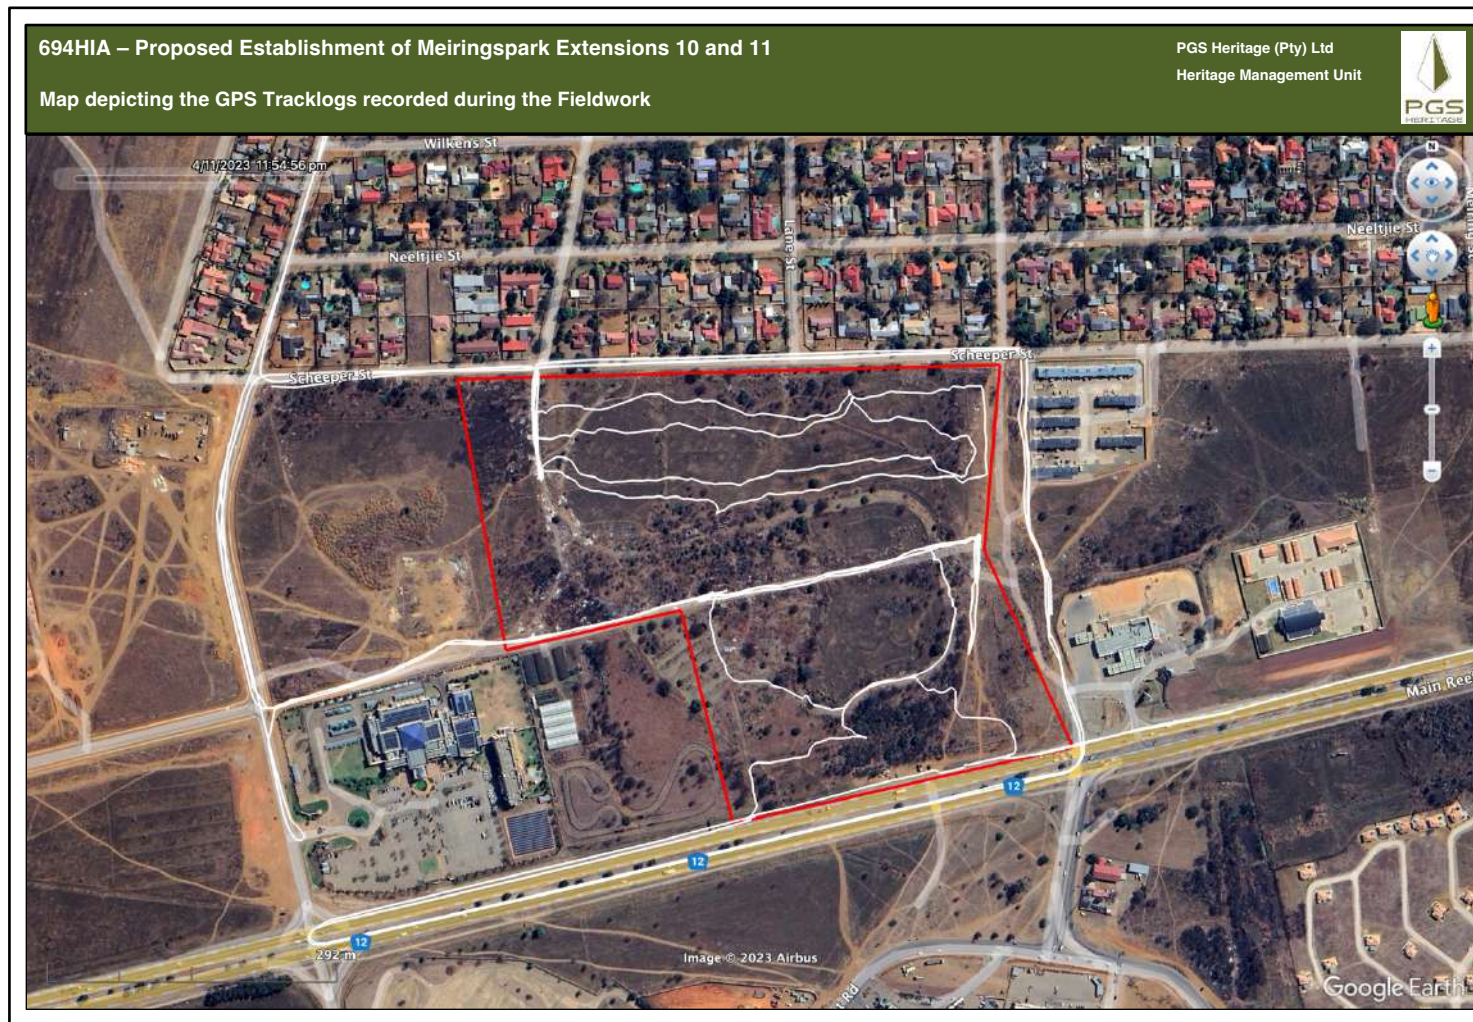 694HIA – Proposed Establishment of Meiringspark Extensions 10 and 11
Map depicting the GPS Tracklogs recorded during the Fieldwork
PGS Heritage (Pty) Ltd
Heritage Management Unit
PGS
HERITAGE
Wilkens St
4/11/2023 11:54:56 pm
N
Lane St
Neeltjie St
Neeltjie St
Scheeper St
Scheeper St
Main Ree
12
12
12
292 m
Image © 2023 Airbus
t Rd
Google Earth